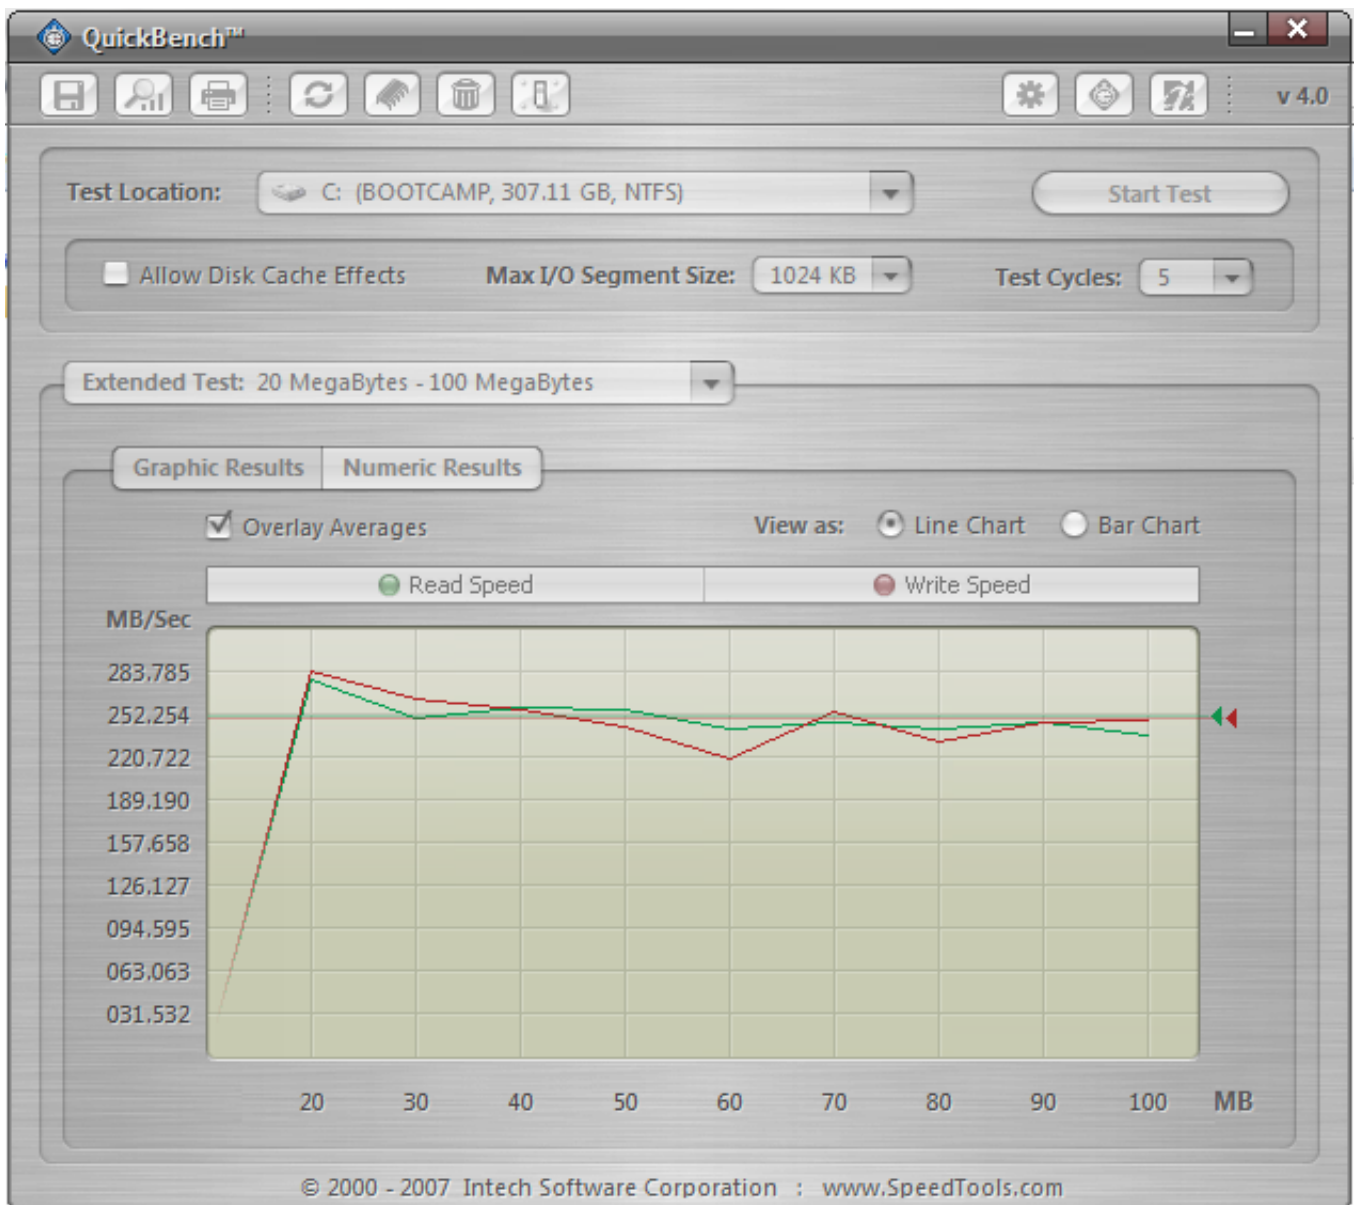 QuickBench™
v 4.0
Test Location: C: (BOOTCAMP, 307.11 GB, NTFS) Start Test
Allow Disk Cache Effects Max I/O Segment Size: 1024 KB Test Cycles: 5
Extended Test: 20 MegaBytes - 100 MegaBytes
Graphic Results Numeric Results
Overlay Averages View as: Line Chart Bar Chart
Read Speed Write Speed
MB/Sec
283.785
252.254
220.722
189.190
157.658
126.127
094.595
063.063
031.532
20 30 40 50 60 70 80 90 100 MB
© 2000 - 2007 Intech Software Corporation : www.SpeedTools.com